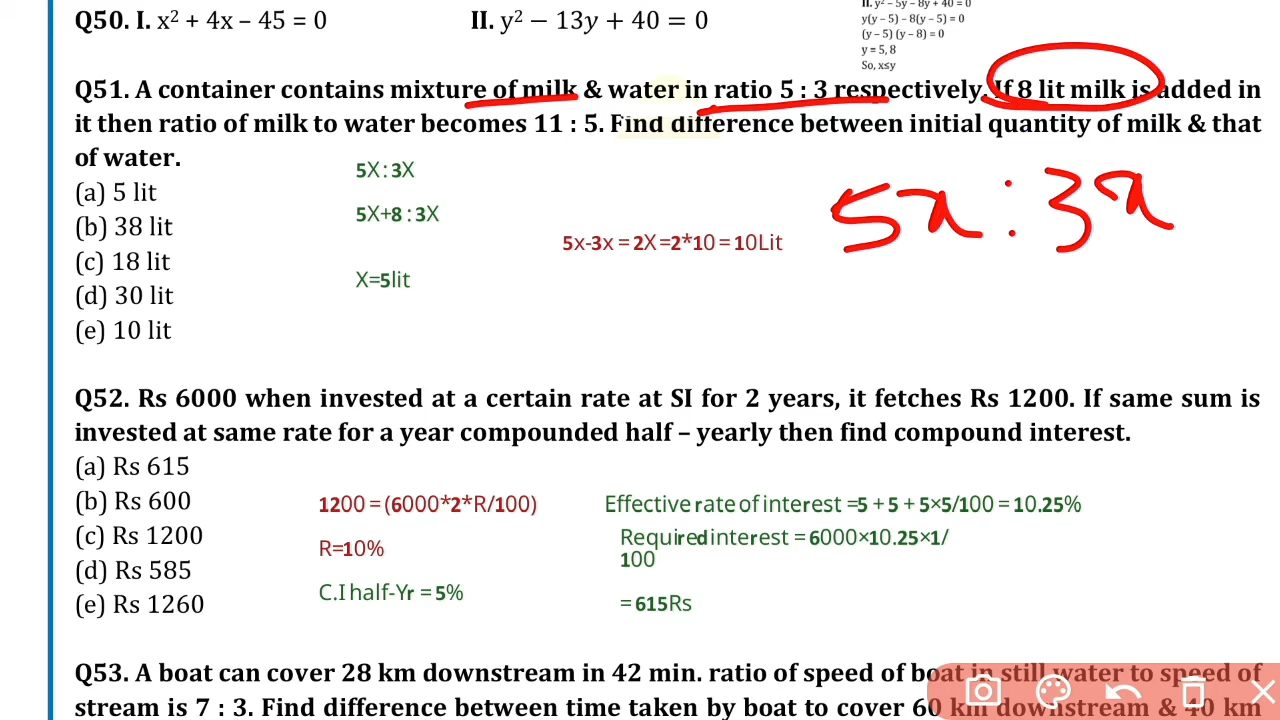 Q50. I. x² + 4x – 45 = 0 II. y² − 13y + 40 = 0
II. y² – 5y – 8y + 40 = 0
y(y – 5) – 8(y – 5) = 0
(y – 5) (y – 8) = 0
y = 5, 8
So, x≤y
Q51. A container contains mixture of milk & water in ratio 5 : 3 respectively. If 8 lit milk is added in
it then ratio of milk to water becomes 11 : 5. Find difference between initial quantity of milk & that
of water.
(a) 5 lit
(b) 38 lit
(c) 18 lit
(d) 30 lit
(e) 10 lit
5X : 3X
5X+8 : 3X
X=5lit
5x-3x = 2X =2*10 = 10Lit
5x : 3x
Q52. Rs 6000 when invested at a certain rate at SI for 2 years, it fetches Rs 1200. If same sum is
invested at same rate for a year compounded half – yearly then find compound interest.
(a) Rs 615
(b) Rs 600
(c) Rs 1200
(d) Rs 585
(e) Rs 1260
1200 = (6000*2*R/100)
R=10%
C.I half-Yr = 5%
Effective rate of interest =5 + 5 + 5×5/100 = 10.25%
Required interest = 6000×10.25×1/
100
= 615Rs
Q53. A boat can cover 28 km downstream in 42 min. ratio of speed of boat in still water to speed of
stream is 7 : 3. Find difference between time taken by boat to cover 60 km downstream & 40 km